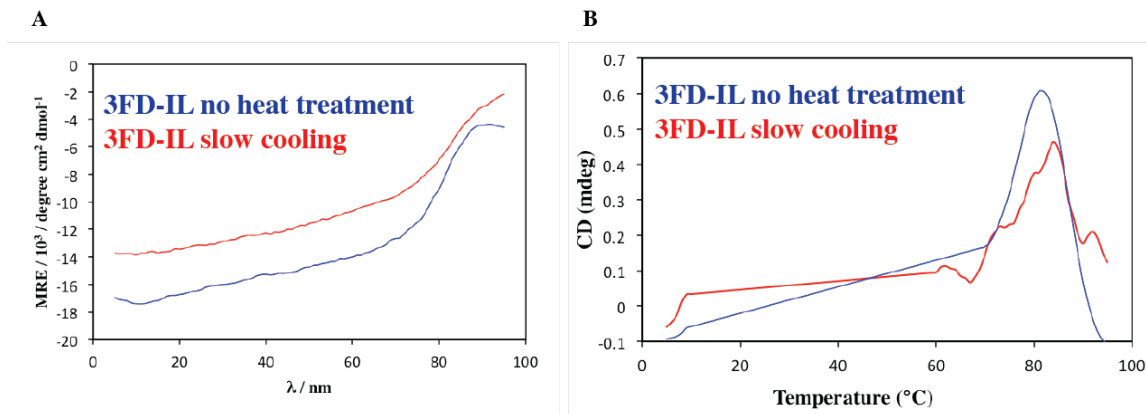 A
B
0
-2
-4
-6
-8
-10
-12
-14
-16
-18
-20
MRE / 10³ / degree cm² dmol⁻¹
3FD-IL no heat treatment
3FD-IL slow cooling
0 20 40 60 80 100
λ / nm
0.7
0.6
0.5
0.4
0.3
0.2
0.1
0
-0.1
CD (mdeg)
3FD-IL no heat treatment
3FD-IL slow cooling
0 20 40 60 80 100
Temperature (°C)